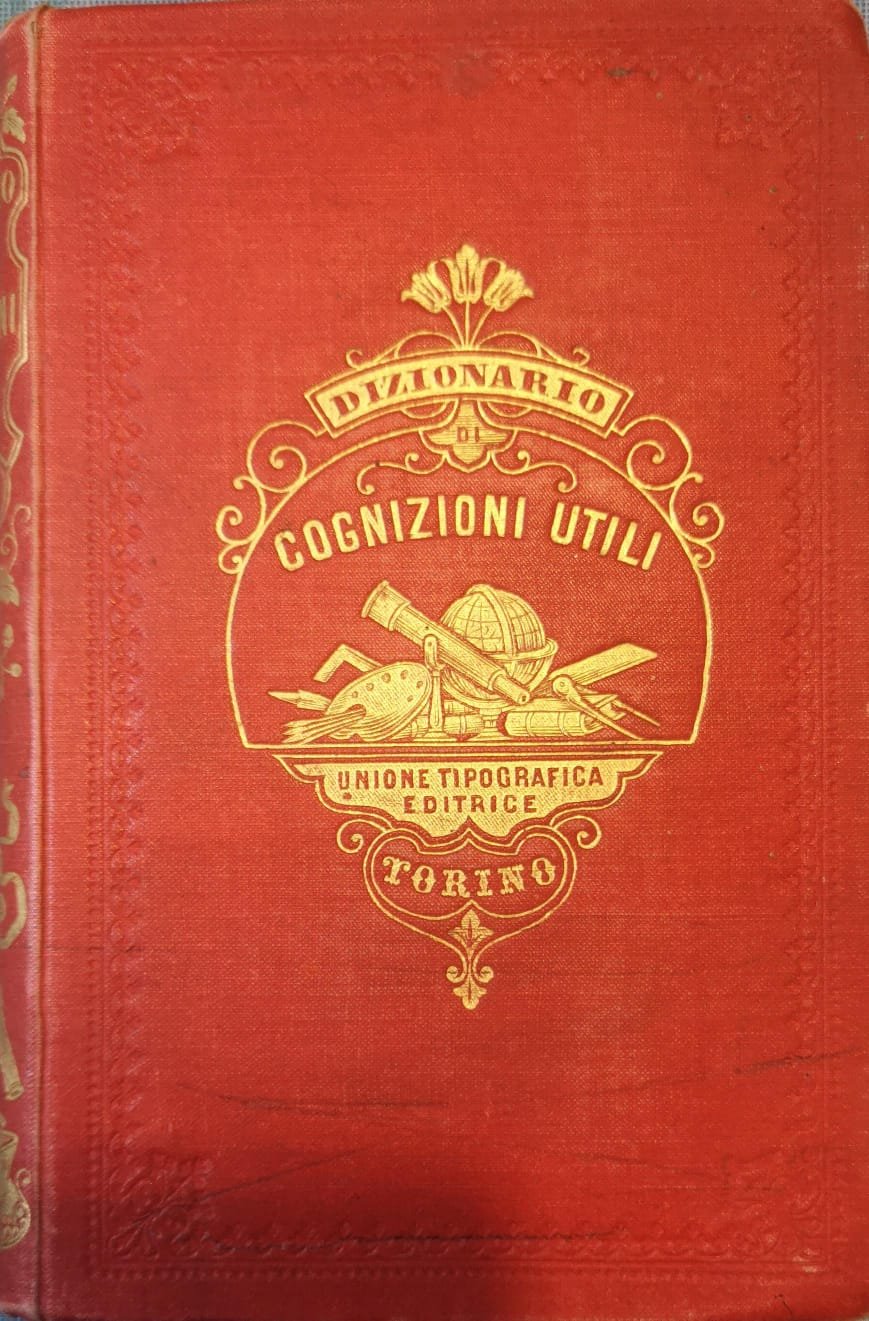 DIZIONARIO
DI
COGNIZIONI UTILI
UNIONE TIPOGRAFICA
EDITRICE
TORINO